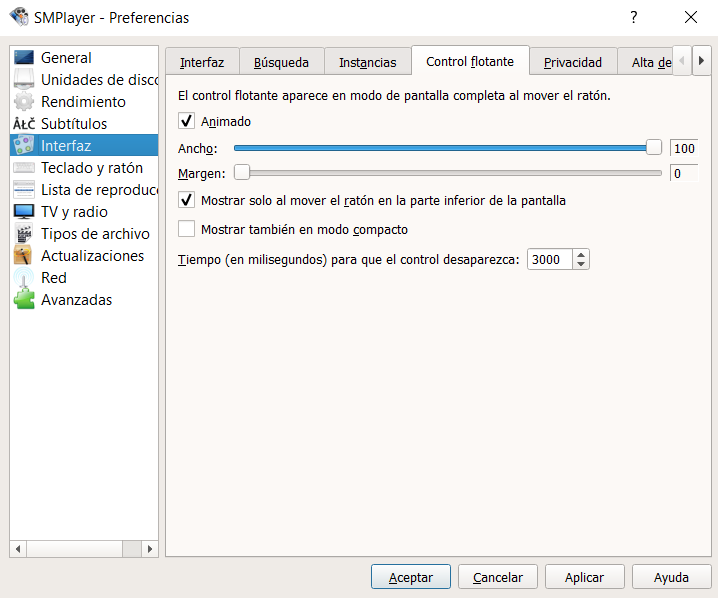 SMPlayer - Preferencias
?
General
Unidades de disco
Rendimiento
ÂŁČ Subtítulos
Interfaz
Teclado y ratón
Lista de reproduc
TV y radio
Tipos de archivo
Actualizaciones
Red
Avanzadas
Interfaz Búsqueda Instancias Control flotante Privacidad Alta de
El control flotante aparece en modo de pantalla completa al mover el ratón.
Animado
Ancho: 100
Margen: 0
Mostrar solo al mover el ratón en la parte inferior de la pantalla
Mostrar también en modo compacto
Tiempo (en milisegundos) para que el control desaparezca: 3000
Aceptar Cancelar Aplicar Ayuda